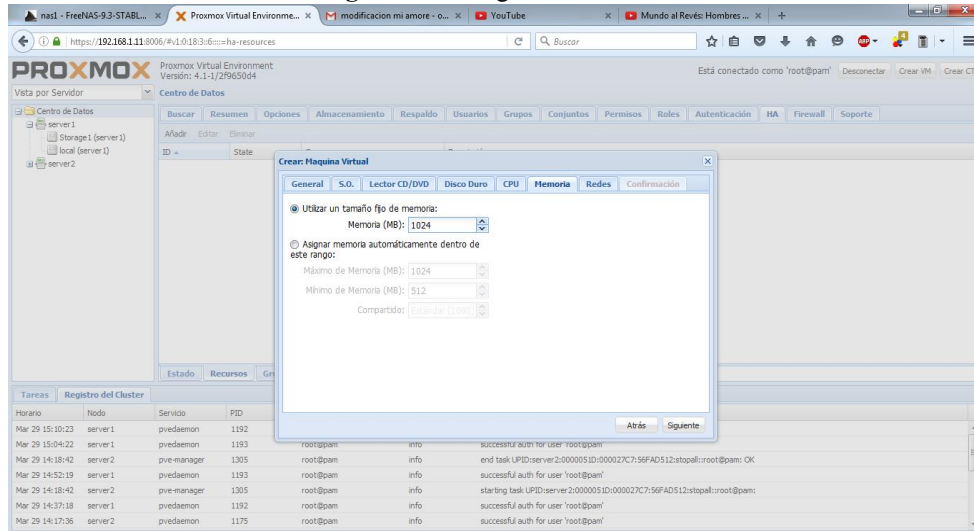 nas1 - FreeNAS-9.3-STABL...
Proxmox Virtual Environme...
modificacion mi amore - o...
YouTube
Mundo al Revés: Hombres ...
https://192.168.1.11:8006/#v1:0:18:3::6:::::=ha-resources
Buscar
PROXMOX
Proxmox Virtual Environment
Versión: 4.1-1/2f9650d4
Está conectado como 'root@pam'
Desconectar
Crear VM
Crear CT
Vista por Servidor
Centro de Datos
Centro de Datos
server1
Storage1 (server1)
local (server1)
server2
Buscar Resumen Opciones Almacenamiento Respaldo Usuarios Grupos Conjuntos Permisos Roles Autenticación HA Firewall Soporte
Añadir Editar Eliminar
ID State
Crear: Maquina Virtual
General S.O. Lector CD/DVD Disco Duro CPU Memoria Redes Confirmación
Utilizar un tamaño fijo de memoria:
Memoria (MB): 1024
Asignar memoria automáticamente dentro de
este rango:
Máximo de Memoria (MB): 1024
Mínimo de Memoria (MB): 512
Compartido:
Atrás Siguiente
Estado Recursos
Tareas Registro del Cluster
Horario Nodo Servicio PID
Mar 29 15:10:23 server1 pvedaemon 1192
Mar 29 15:04:22 server1 pvedaemon 1193 root@pam info successful auth for user 'root@pam'
Mar 29 14:18:42 server2 pve-manager 1305 root@pam info end task UPID:server2:0000051D:000027C7:56FAD512:stopall::root@pam: OK
Mar 29 14:52:19 server1 pvedaemon 1193 root@pam info successful auth for user 'root@pam'
Mar 29 14:18:42 server2 pve-manager 1305 root@pam info starting task UPID:server2:0000051D:000027C7:56FAD512:stopall::root@pam:
Mar 29 14:37:18 server1 pvedaemon 1192 root@pam info successful auth for user 'root@pam'
Mar 29 14:17:36 server2 pvedaemon 1175 root@pam info successful auth for user 'root@pam'